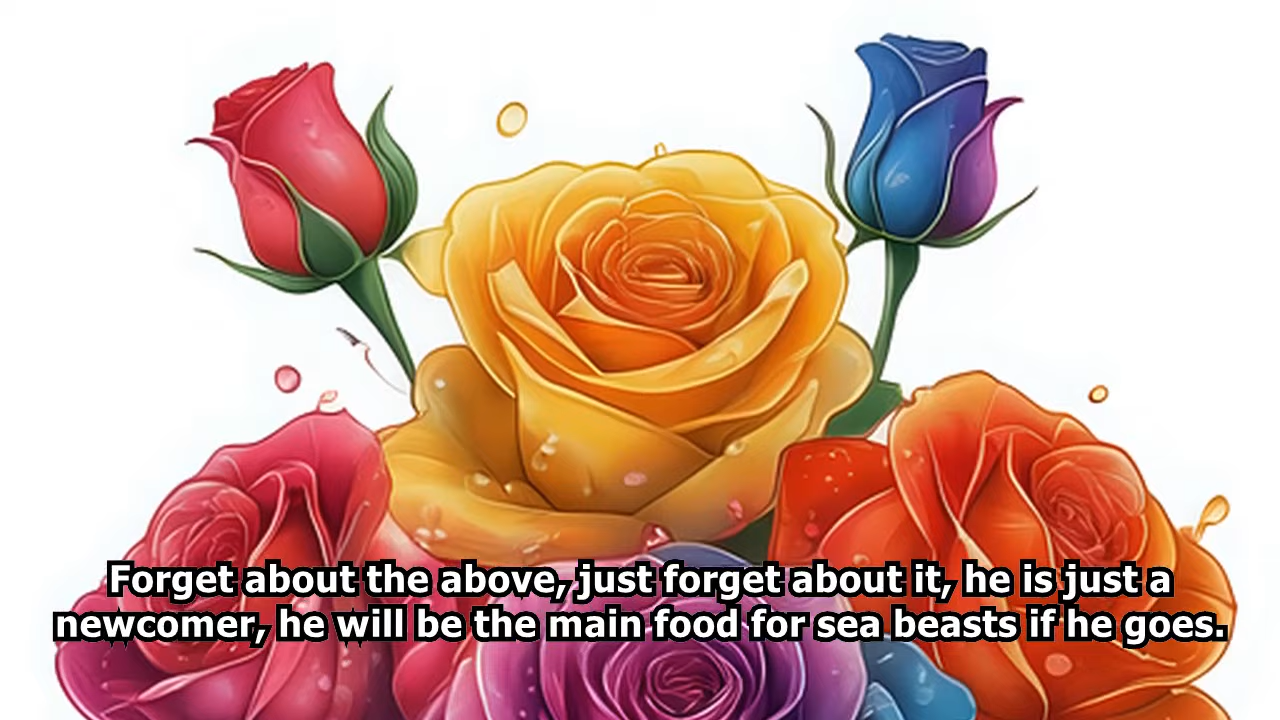 Forget about the above, just forget about it, he is just a
newcomer, he will be the main food for sea beasts if he goes.